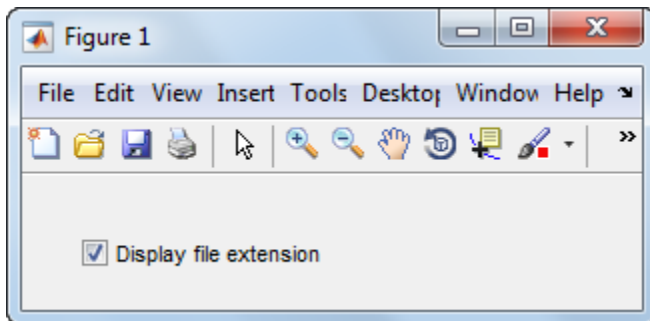 Figure 1
File Edit View Insert Tools Desktop Window Help
Display file extension